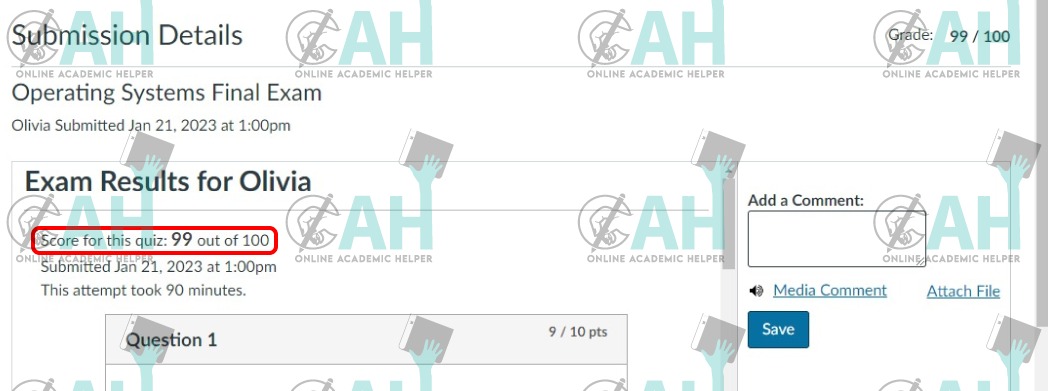 Submission Details
Grade: 99 / 100
AH AH AH AH
ONLINE ACADEMIC HELPER ONLINE ACADEMIC HELPER ONLINE ACADEMIC HELPER ONLINE ACADEMIC HELPER
Operating Systems Final Exam
Olivia Submitted Jan 21, 2023 at 1:00pm
Exam Results for Olivia
Add a Comment:
AH AH AH AH
Score for this quiz: 99 out of 100
ONLINE ACADEMIC HELPER ONLINE ACADEMIC HELPER ONLINE ACADEMIC HELPER ONLINE ACADEMIC HELPER
Submitted Jan 21, 2023 at 1:00pm
This attempt took 90 minutes.
Media Comment Attach File
Save
Question 1 9 / 10 pts